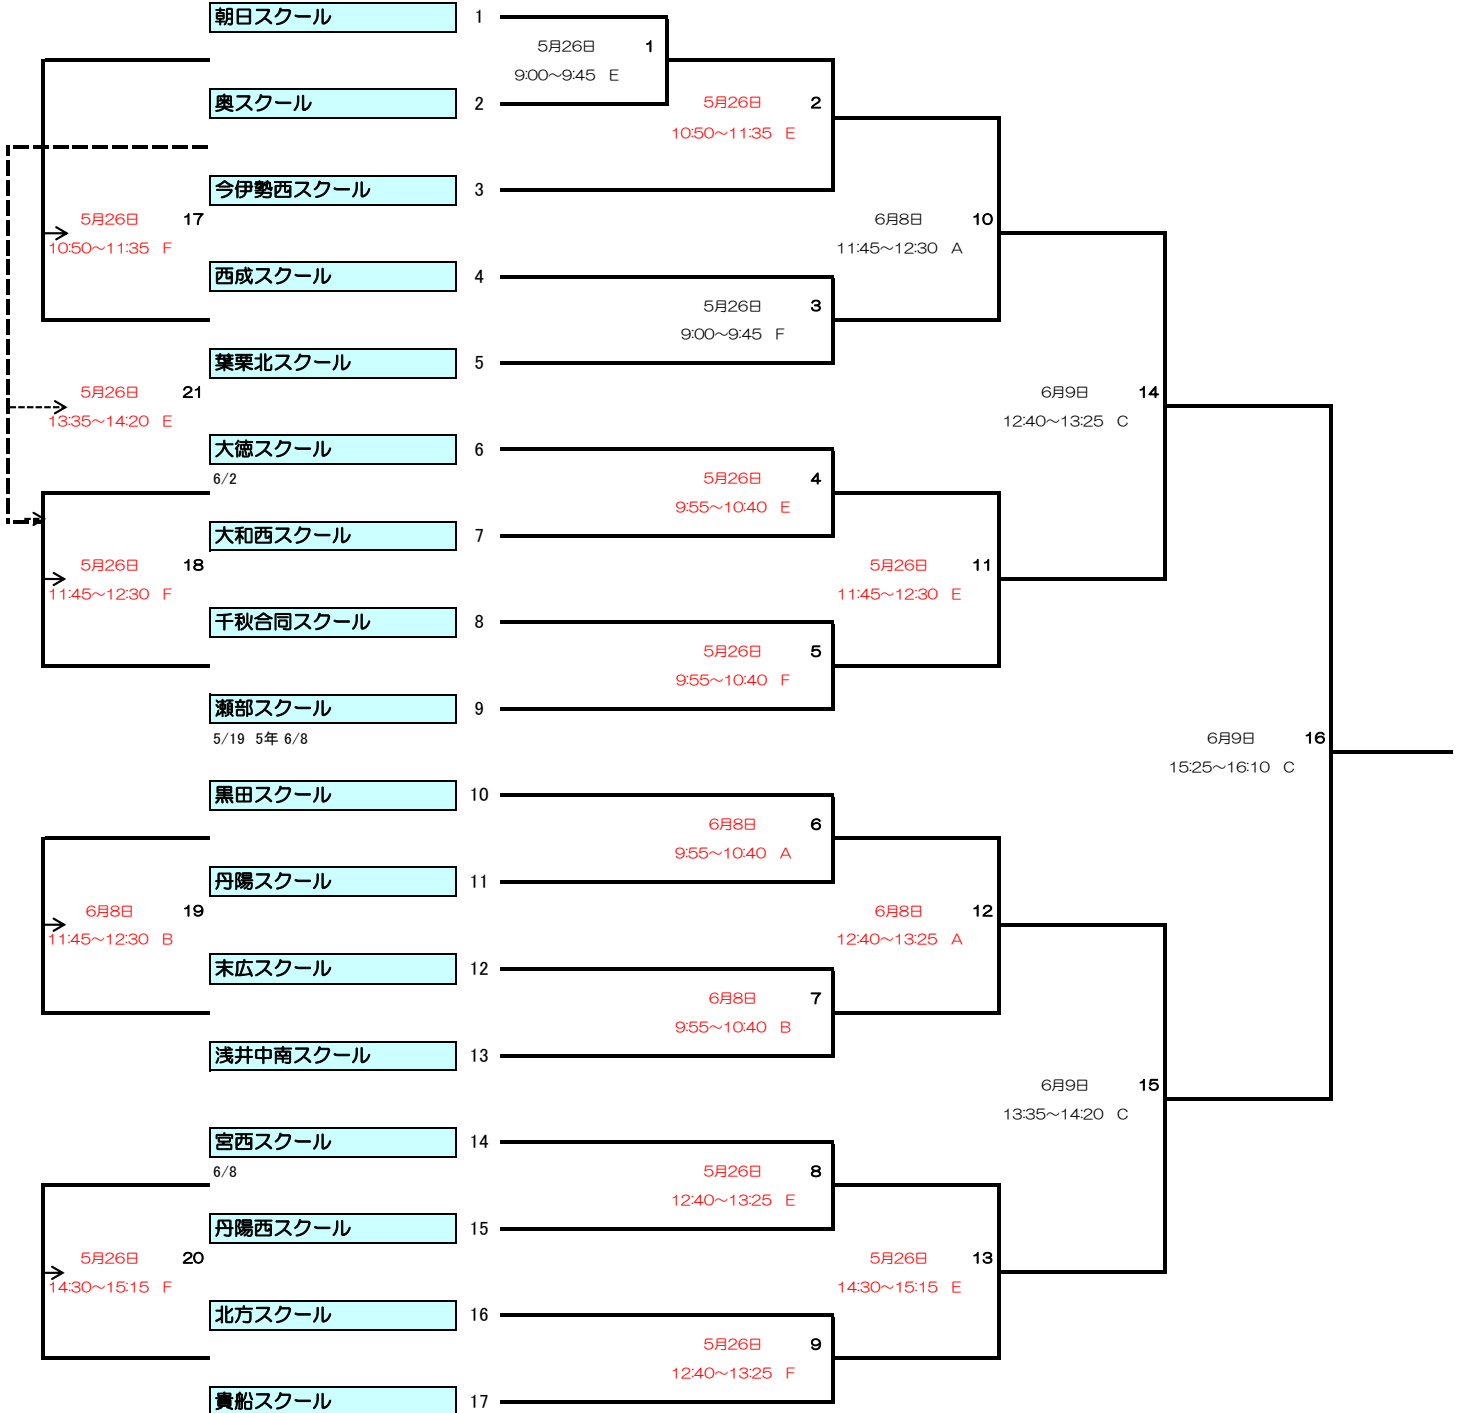 朝日スクール 1
5月26日 1
9:00～9:45 E
奥スクール 2
5月26日 2
10:50～11:35 E
今伊勢西スクール 3
5月26日 17
10:50～11:35 F
6月8日 10
11:45～12:30 A
西成スクール 4
5月26日 3
9:00～9:45 F
葉栗北スクール 5
5月26日 21
13:35～14:20 E
6月9日 14
12:40～13:25 C
大徳スクール 6
6/2
5月26日 4
9:55～10:40 E
大和西スクール 7
5月26日 18
11:45～12:30 F
5月26日 11
11:45～12:30 E
千秋合同スクール 8
5月26日 5
9:55～10:40 F
瀬部スクール 9
5/19 5年 6/8
6月9日 16
15:25～16:10 C
黒田スクール 10
6月8日 6
9:55～10:40 A
丹陽スクール 11
6月8日 19
11:45～12:30 B
6月8日 12
12:40～13:25 A
末広スクール 12
6月8日 7
9:55～10:40 B
浅井中南スクール 13
6月9日 15
13:35～14:20 C
宮西スクール 14
6/8
5月26日 8
12:40～13:25 E
丹陽西スクール 15
5月26日 20
14:30～15:15 F
5月26日 13
14:30～15:15 E
北方スクール 16
5月26日 9
12:40～13:25 F
貴船スクール 17